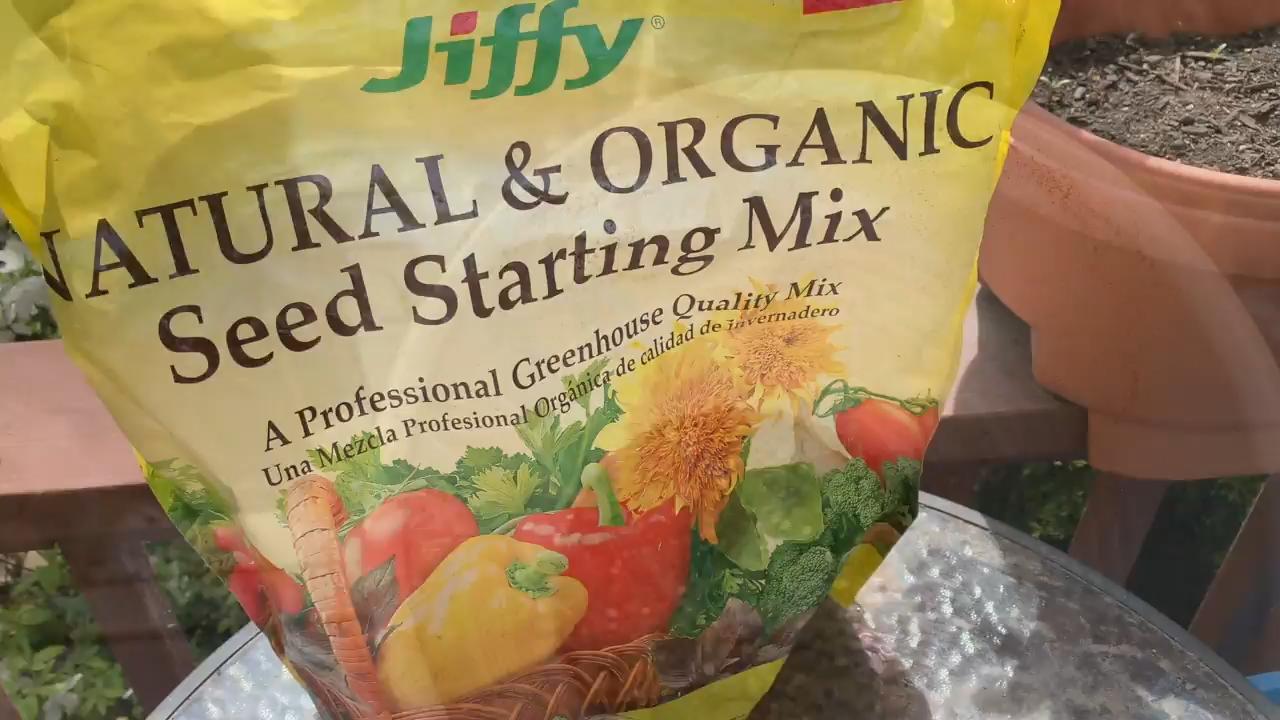 Jiffy®
NATURAL & ORGANIC
Seed Starting Mix
A Professional Greenhouse Quality Mix
Una Mezcla Profesional Orgánica de calidad de Invernadero